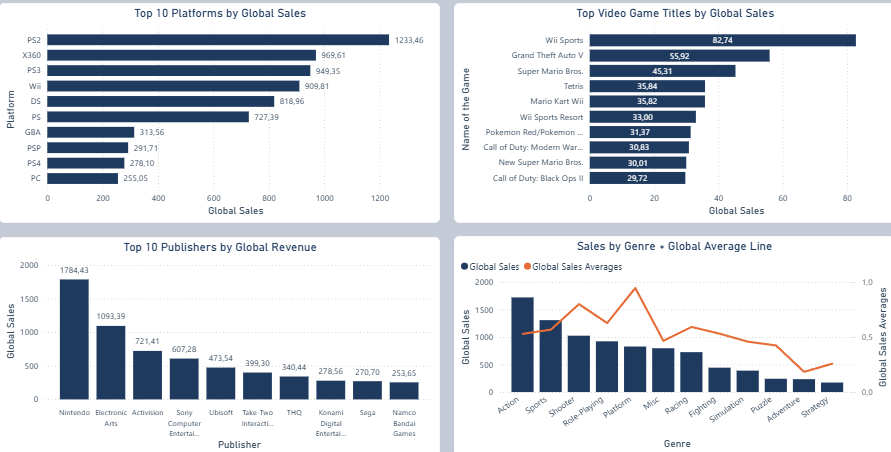 Top 10 Platforms by Global Sales
Platform
PS2 1233,46
X360 969,61
PS3 949,35
Wii 909,81
DS 818,96
PS 727,39
GBA 313,56
PSP 291,71
PS4 278,10
PC 255,05
0 200 400 600 800 1000 1200
Global Sales
Top Video Game Titles by Global Sales
Name of the Game
Wii Sports 82,74
Grand Theft Auto V 55,92
Super Mario Bros. 45,31
Tetris 35,84
Mario Kart Wii 35,82
Wii Sports Resort 33,00
Pokemon Red/Pokemon ... 31,37
Call of Duty: Modern War... 30,83
New Super Mario Bros. 30,01
Call of Duty: Black Ops II 29,72
0 20 40 60 80
Global Sales
Top 10 Publishers by Global Revenue
Global Sales
2000
1500
1000
500
0
1784,43
1093,39
721,41
607,28
473,54
399,30
340,44
278,56
270,70
253,65
Nintendo
Electronic
Arts
Activision
Sony
Computer
Entertai...
Ubisoft
Take-Two
Interacti...
THQ
Konami
Digital
Entertai...
Sega
Namco
Bandai
Games
Publisher
Sales by Genre + Global Average Line
Global Sales Global Sales Averages
Global Sales
2000
1500
1000
500
0
1,0
0,5
0,0
Global Sales Averages
Action
Sports
Shooter
Role-Playing
Platform
Misc
Racing
Fighting
Simulation
Puzzle
Adventure
Strategy
Genre